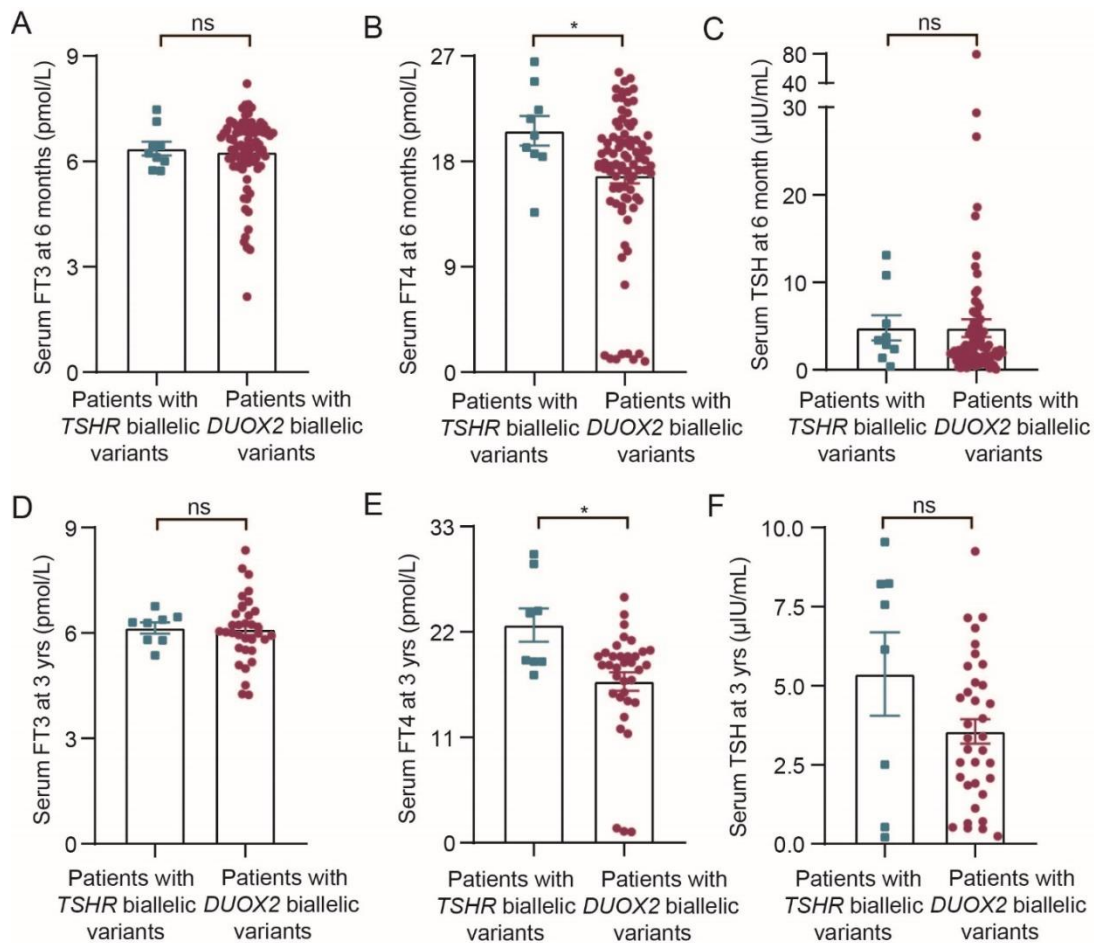 A
ns
Serum FT3 at 6 months (pmol/L)
9
6
3
0
Patients with Patients with
TSHR biallelic DUOX2 biallelic
variants variants
B
*
Serum FT4 at 6 months (pmol/L)
27
18
9
0
Patients with Patients with
TSHR biallelic DUOX2 biallelic
variants variants
C
ns
Serum TSH at 6 month (µIU/mL)
80
40
30
20
10
0
Patients with Patients with
TSHR biallelic DUOX2 biallelic
variants variants
D
ns
Serum FT3 at 3 yrs (pmol/L)
9
6
3
0
Patients with Patients with
TSHR biallelic DUOX2 biallelic
variants variants
E
*
Serum FT4 at 3 yrs (pmol/L)
33
22
11
0
Patients with Patients with
TSHR biallelic DUOX2 biallelic
variants variants
F
ns
Serum TSH at 3 yrs (µIU/mL)
10.0
7.5
5.0
2.5
0.0
Patients with Patients with
TSHR biallelic DUOX2 biallelic
variants variants